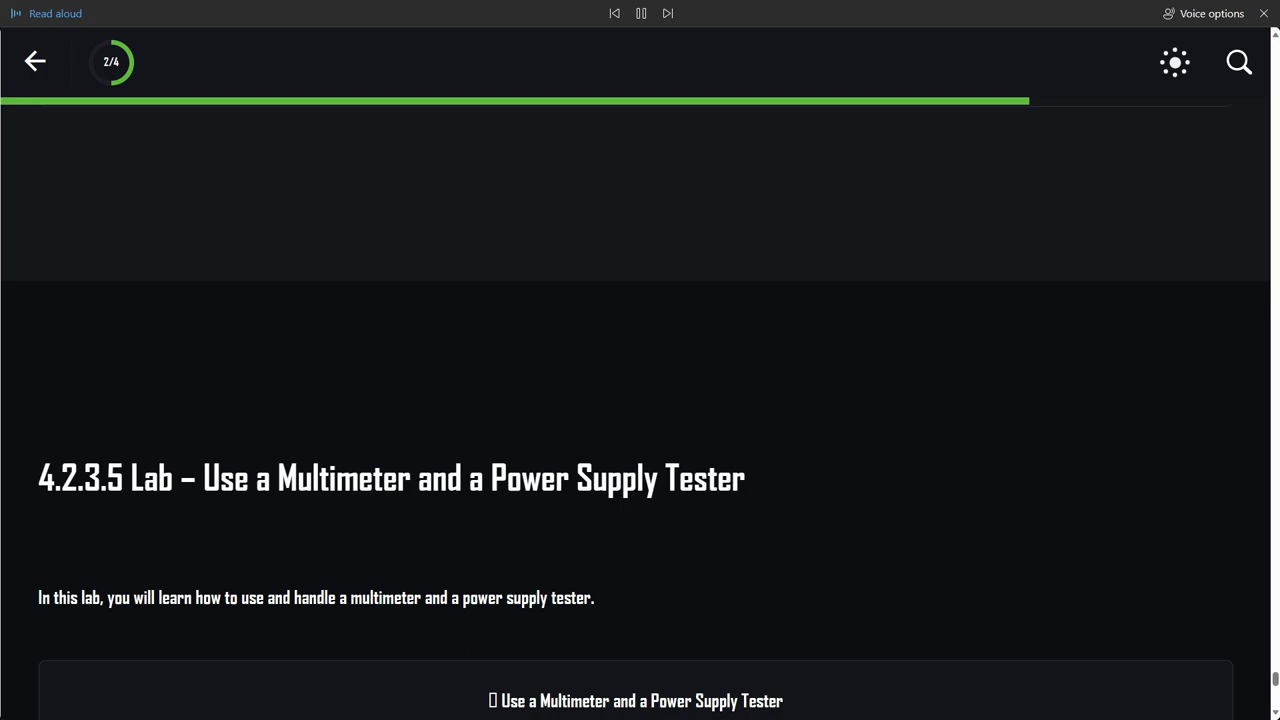 Read aloud
Voice options
2/4
4.2.3.5 Lab – Use a Multimeter and a Power Supply Tester
In this lab, you will learn how to use and handle a multimeter and a power supply tester.
Use a Multimeter and a Power Supply Tester